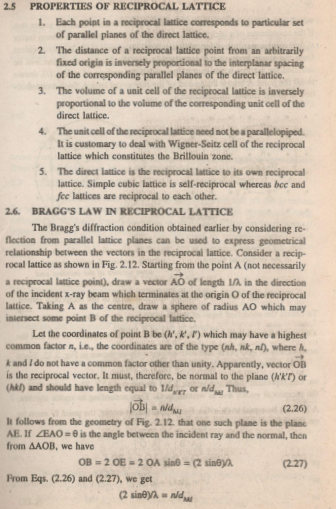 2.5 PROPERTIES OF RECIPROCAL LATTICE
1. Each point in a reciprocal lattice corresponds to particular set
of parallel planes of the direct lattice.
2. The distance of a reciprocal lattice point from an arbitrarily
fixed origin is inversely proportional to the interplanar spacing
of the corresponding parallel planes of the direct lattice.
3. The volume of a unit cell of the reciprocal lattice is inversely
proportional to the volume of the corresponding unit cell of the
direct lattice.
4. The unit cell of the reciprocal lattice need not be a parallelopiped.
It is customary to deal with Wigner-Seitz cell of the reciprocal
lattice which constitutes the Brillouin zone.
5. The direct lattice is the reciprocal lattice to its own reciprocal
lattice. Simple cubic lattice is self-reciprocal whereas bcc and
fcc lattices are reciprocal to each other.
2.6. BRAGG'S LAW IN RECIPROCAL LATTICE
The Bragg's diffraction condition obtained earlier by considering re-
flection from parallel lattice planes can be used to express geometrical
relationship between the vectors in the reciprocal lattice. Consider a recip-
rocal lattice as shown in Fig. 2.12. Starting from the point A (not necessarily
a reciprocal lattice point), draw a vector A⃗O of length 1/λ in the direction
of the incident x-ray beam which terminates at the origin O of the reciprocal
lattice. Taking A as the centre, draw a sphere of radius AO which may
intersect some point B of the reciprocal lattice.
Let the coordinates of point B be (h', k', l') which may have a highest
common factor n, i.e., the coordinates are of the type (nh, nk, nl), where h,
k and l do not have a common factor other than unity. Apparently, vector O⃗B
is the reciprocal vector. It must, therefore, be normal to the plane (h'k'l') or
(hkl) and should have length equal to 1/d_h'k'l' or n/d_hkl. Thus,
|O⃗B| = n/d_hkl (2.26)
It follows from the geometry of Fig. 2.12. that one such plane is the plane
AE. If ∠EAO = θ is the angle between the incident ray and the normal, then
from ΔAOB, we have
OB = 2 OE = 2 OA sinθ = (2 sinθ)/λ (2.27)
From Eqs. (2.26) and (2.27), we get
(2 sinθ)/λ = n/d_hkl